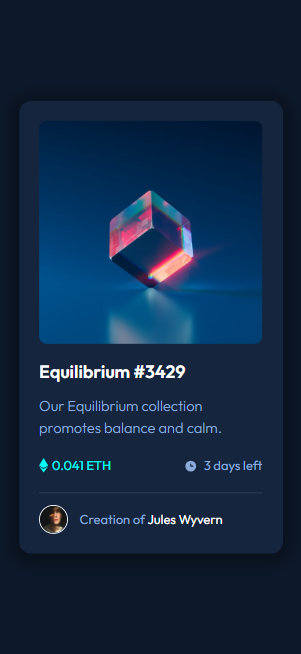 Equilibrium #3429
Our Equilibrium collection
promotes balance and calm.
0.041 ETH
3 days left
Creation of Jules Wyvern